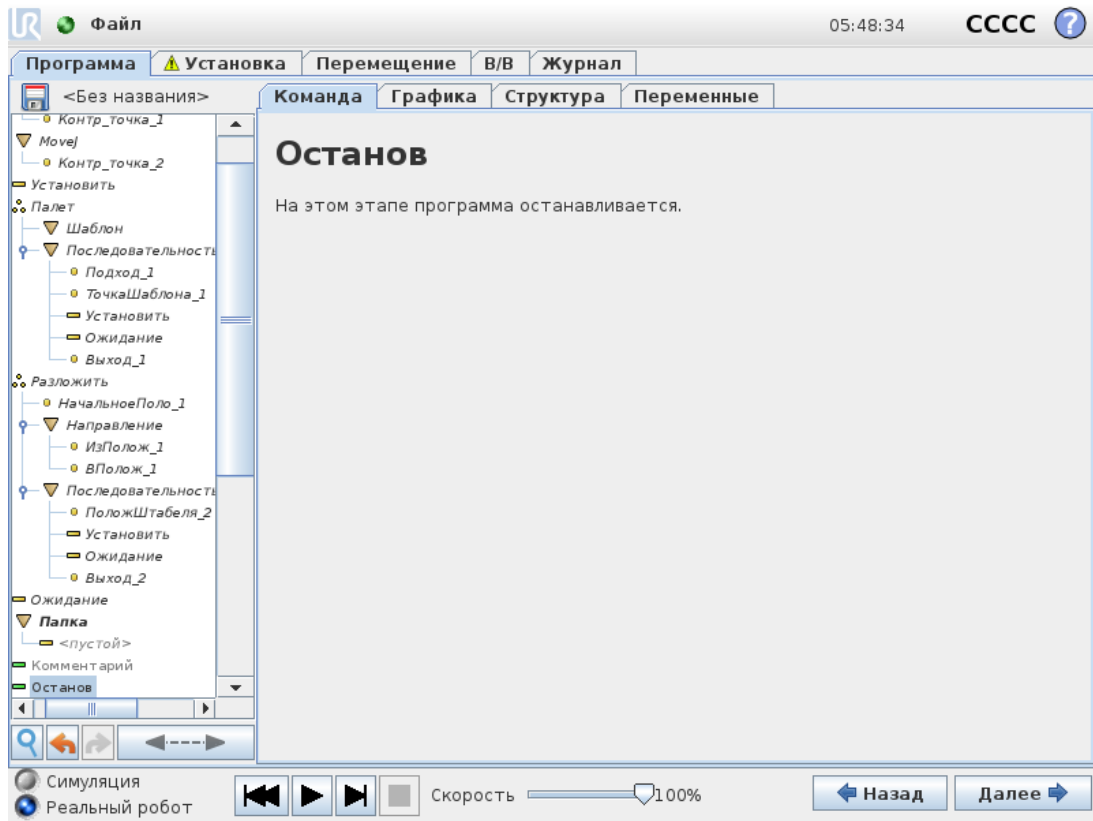 UR Файл 05:48:34 CCCC ?
Программа Установка Перемещение В/В Журнал
<Без названия> Команда Графика Структура Переменные
Контр_точка_1
MoveJ
Контр_точка_2
Установить
Палет
Шаблон
Последовательность
Подход_1
ТочкаШаблона_1
Установить
Ожидание
Выход_1
Разложить
НачальноеПоло_1
Направление
ИзПолож_1
ВПолож_1
Последовательность
ПоложШтабеля_2
Установить
Ожидание
Выход_2
Ожидание
Папка
<пустой>
Комментарий
Останов
Останов
На этом этапе программа останавливается.
Симуляция
Реальный робот
Скорость 100%
Назад Далее